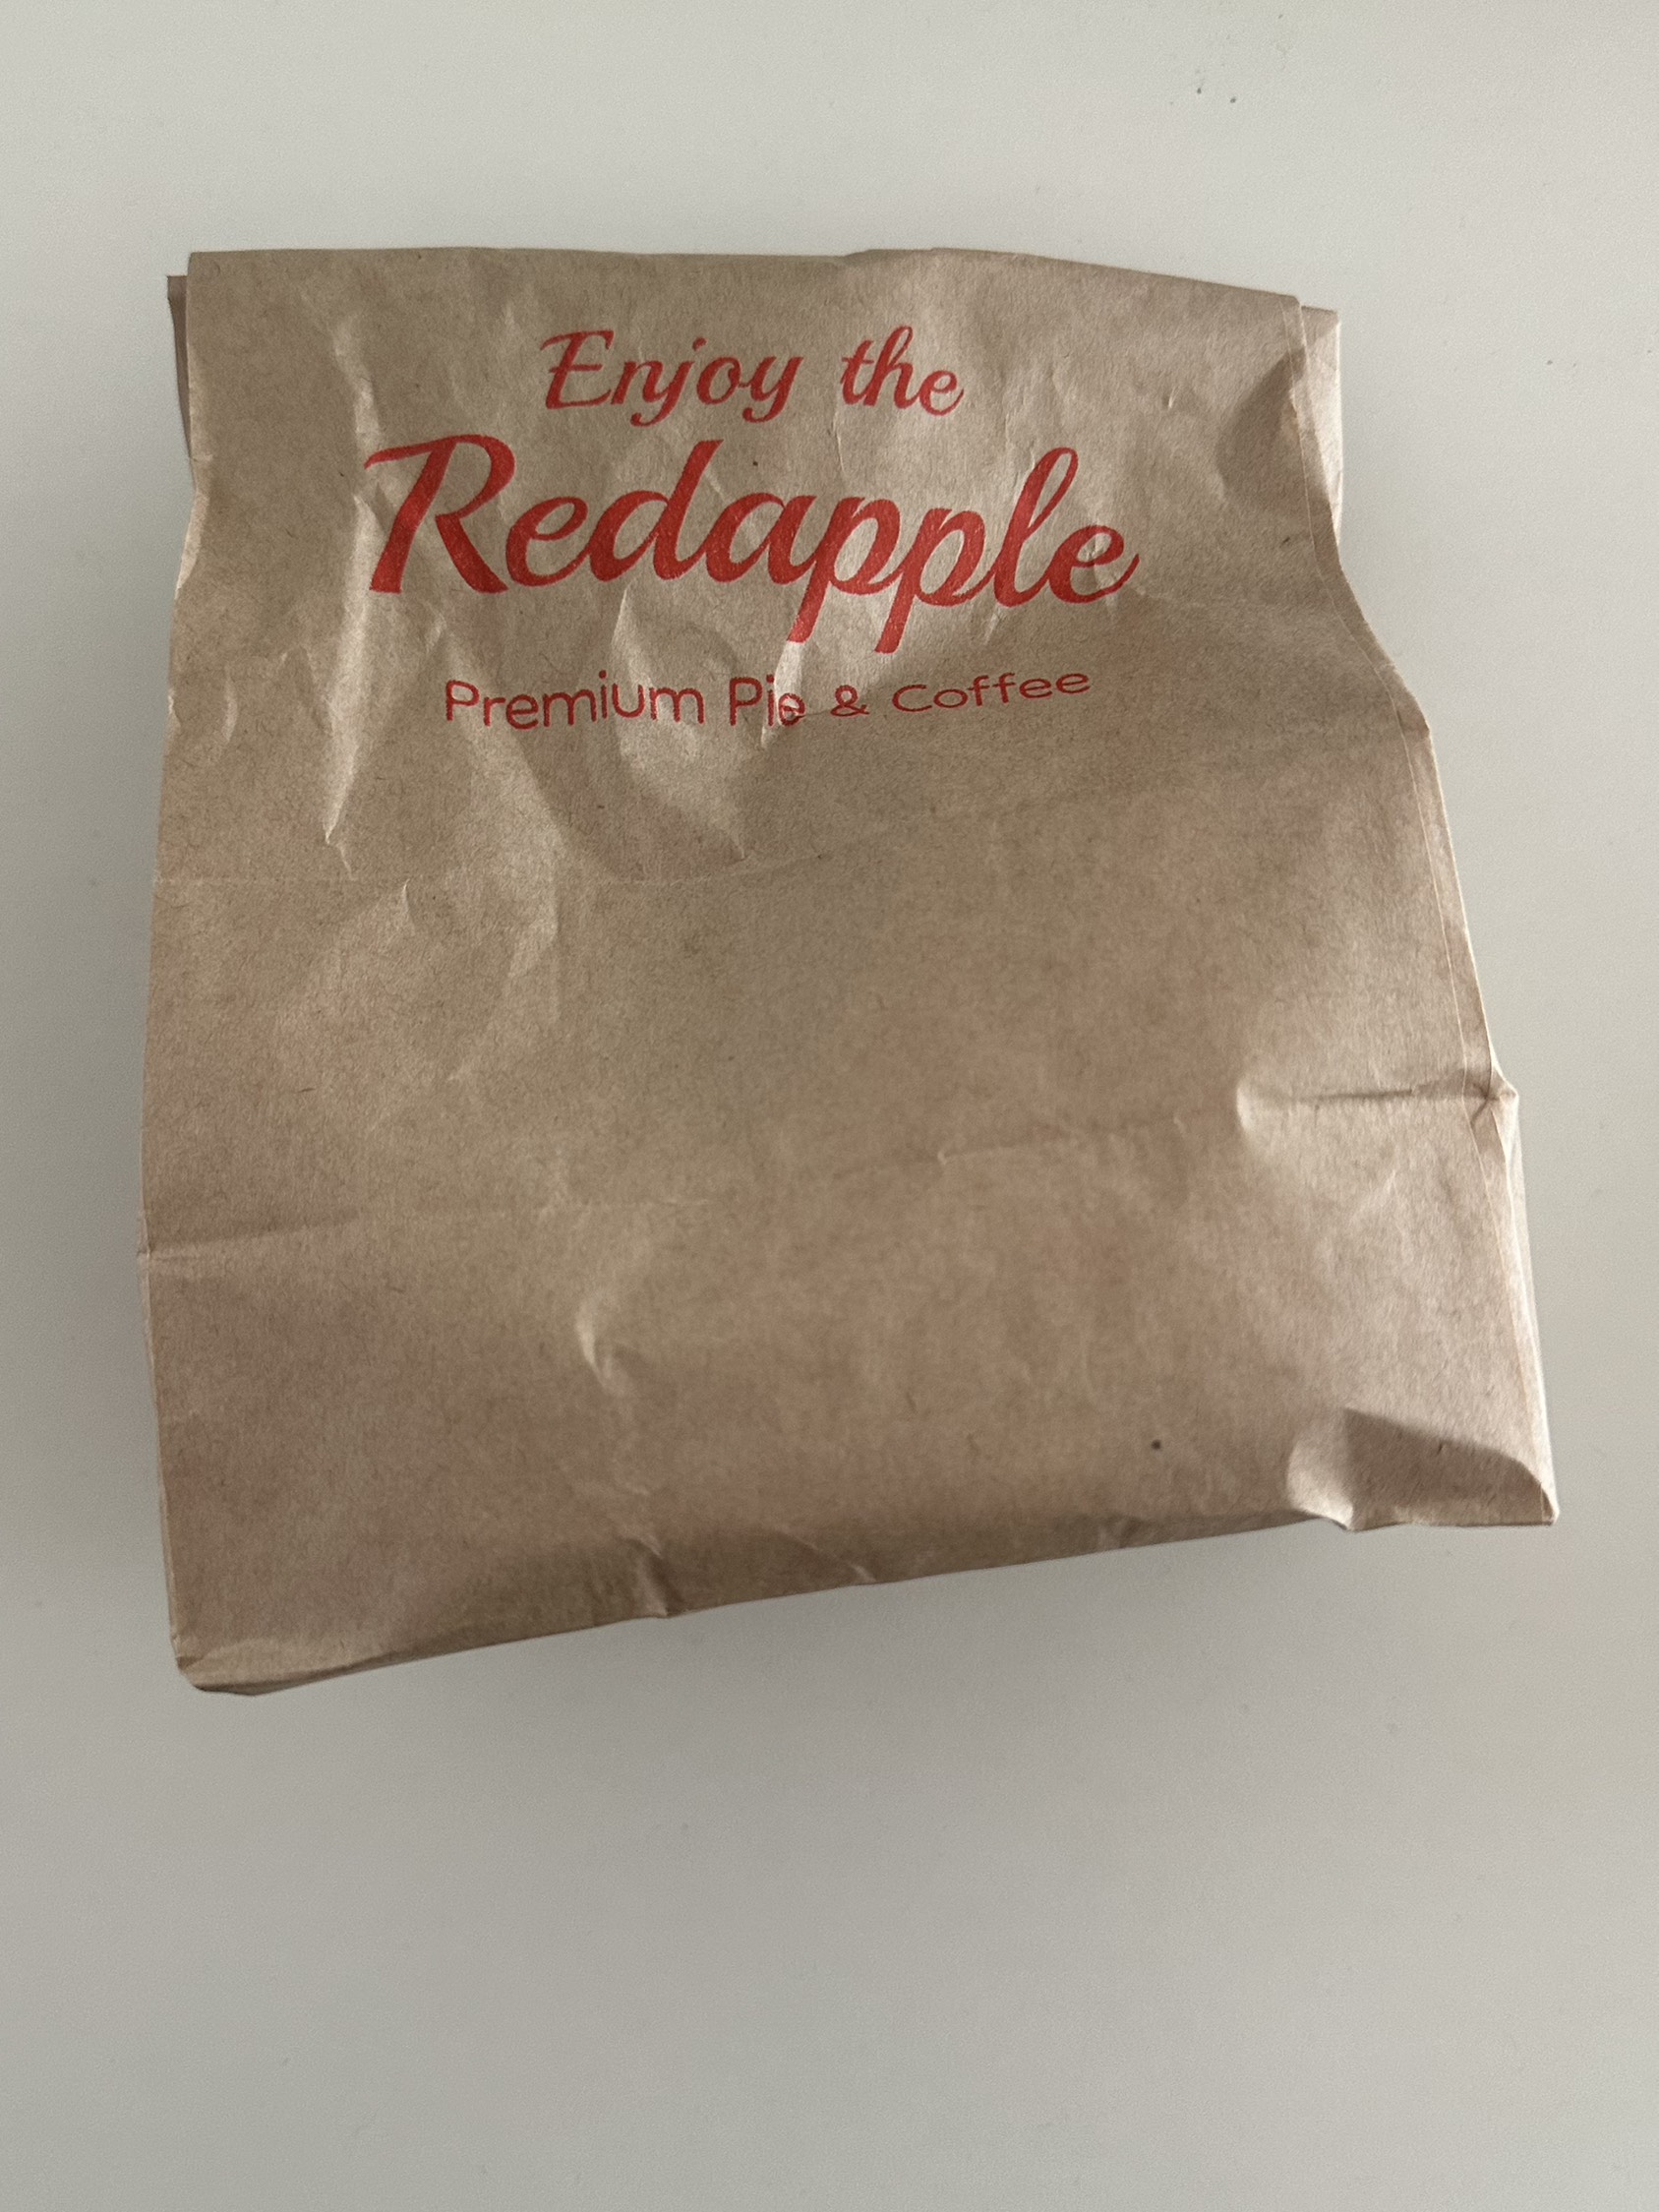 Enjoy the
Redapple
Premium Pie & Coffee